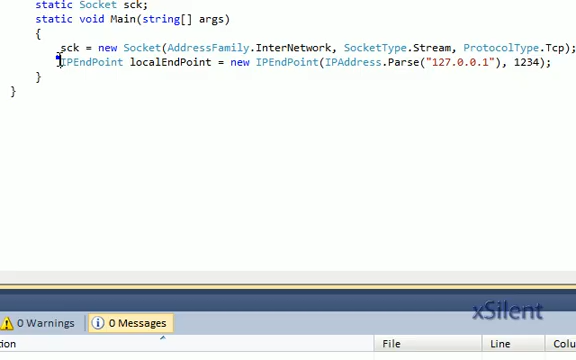 static Socket sck;
static void Main(string[] args)
{
sck = new Socket(AddressFamily.InterNetwork, SocketType.Stream, ProtocolType.Tcp);
IPEndPoint localEndPoint = new IPEndPoint(IPAddress.Parse("127.0.0.1"), 1234);
}
}
xSilent
0 Warnings 0 Messages
File Line